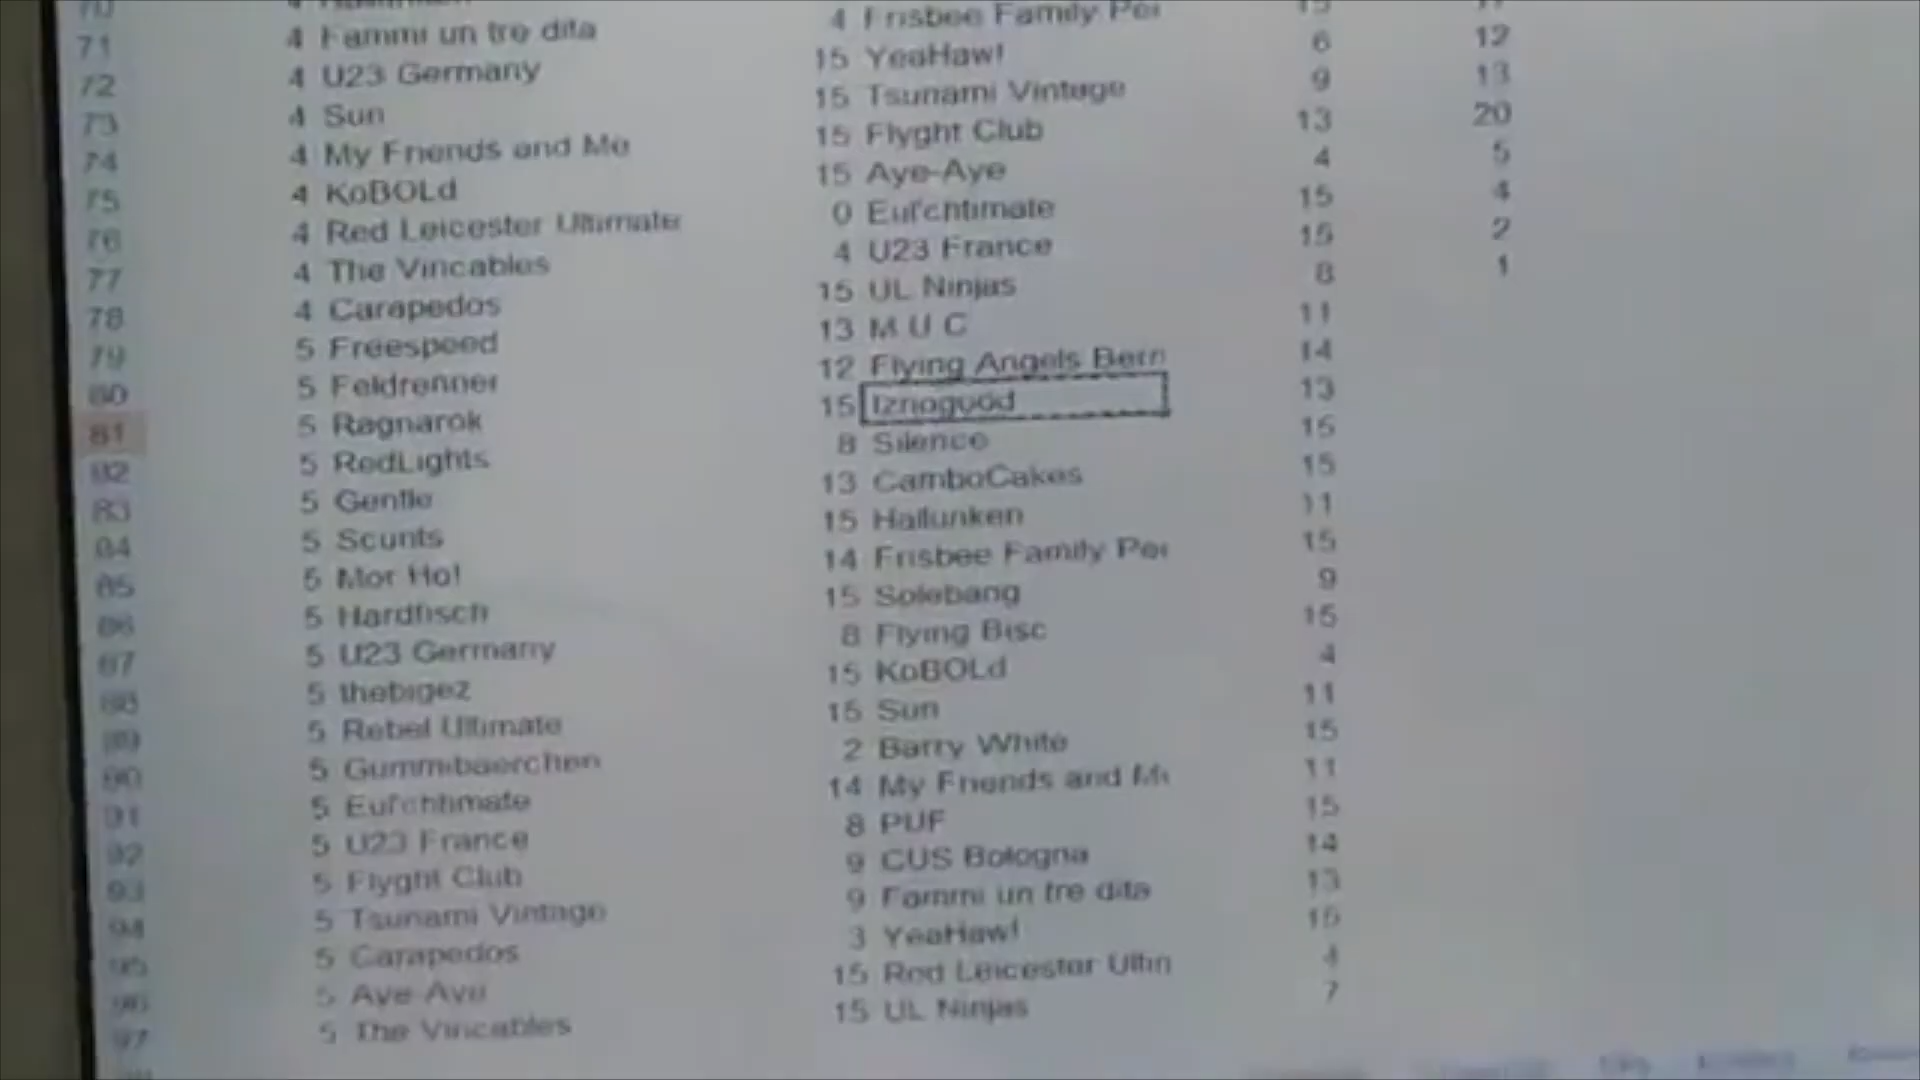 71 4 Fammi un tre dita 4 Frisbee Family Per 15
72 4 U23 Germany 15 YeaHaw! 6 12
73 4 Sun 15 Tsunami Vintage 9 13
74 4 My Friends and Me 15 Flyght Club 13 20
75 4 KoBOLd 15 Aye-Aye 4 5
76 4 Red Leicester Ultimate 0 Eul'chtimate 15 4
77 4 The Vincables 4 U23 France 15 2
78 4 Carapedos 15 UL Ninjas 8 1
79 5 Freespeed 13 M U C 11
80 5 Feldrenner 12 Flying Angels Bern 14
81 5 Ragnarok 15 Iznogood 13
82 5 RedLights 8 Silence 15
83 5 Gentle 13 CamboCakes 15
84 5 Scunts 15 Hallunken 11
85 5 Mor Ho! 14 Frisbee Family Per 15
86 5 Hardfisch 15 Solebang 9
87 5 U23 Germany 8 Flying Bisc 15
88 5 thebigez 15 KoBOLd 4
89 5 Rebel Ultimate 15 Sun 11
90 5 Gummibaerchen 2 Barry White 15
91 5 Eul'chtimate 14 My Friends and Me 11
92 5 U23 France 8 PUF 15
93 5 Flyght Club 9 CUS Bologna 14
94 5 Tsunami Vintage 9 Fammi un tre dita 13
95 5 Carapedos 3 YeaHaw! 15
96 5 Aye-Aye 15 Red Leicester Ultim 4
97 5 The Vincables 15 UL Ninjas 7